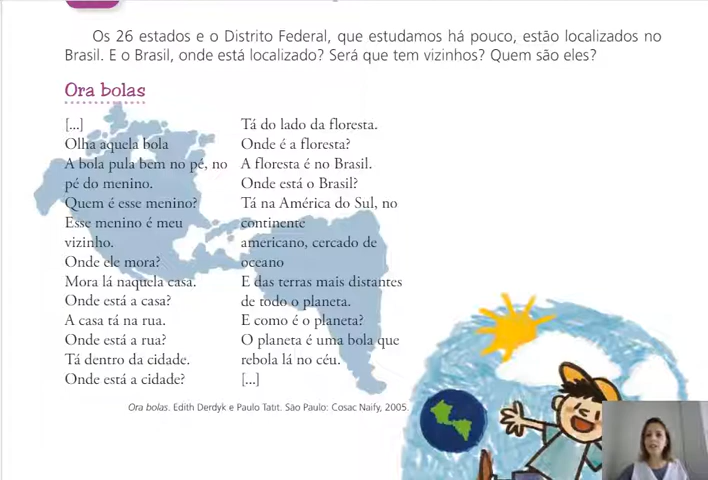 Os 26 estados e o Distrito Federal, que estudamos há pouco, estão localizados no
Brasil. E o Brasil, onde está localizado? Será que tem vizinhos? Quem são eles?
Ora bolas
[...]
Olha aquela bola
A bola pula bem no pé, no
pé do menino.
Quem é esse menino?
Esse menino é meu
vizinho.
Onde ele mora?
Mora lá naquela casa.
Onde está a casa?
A casa tá na rua.
Onde está a rua?
Tá dentro da cidade.
Onde está a cidade?
Tá do lado da floresta.
Onde é a floresta?
A floresta é no Brasil.
Onde está o Brasil?
Tá na América do Sul, no
continente
americano, cercado de
oceano
E das terras mais distantes
de todo o planeta.
E como é o planeta?
O planeta é uma bola que
rebola lá no céu.
[...]
Ora bolas. Edith Derdyk e Paulo Tatit. São Paulo: Cosac Naify, 2005.